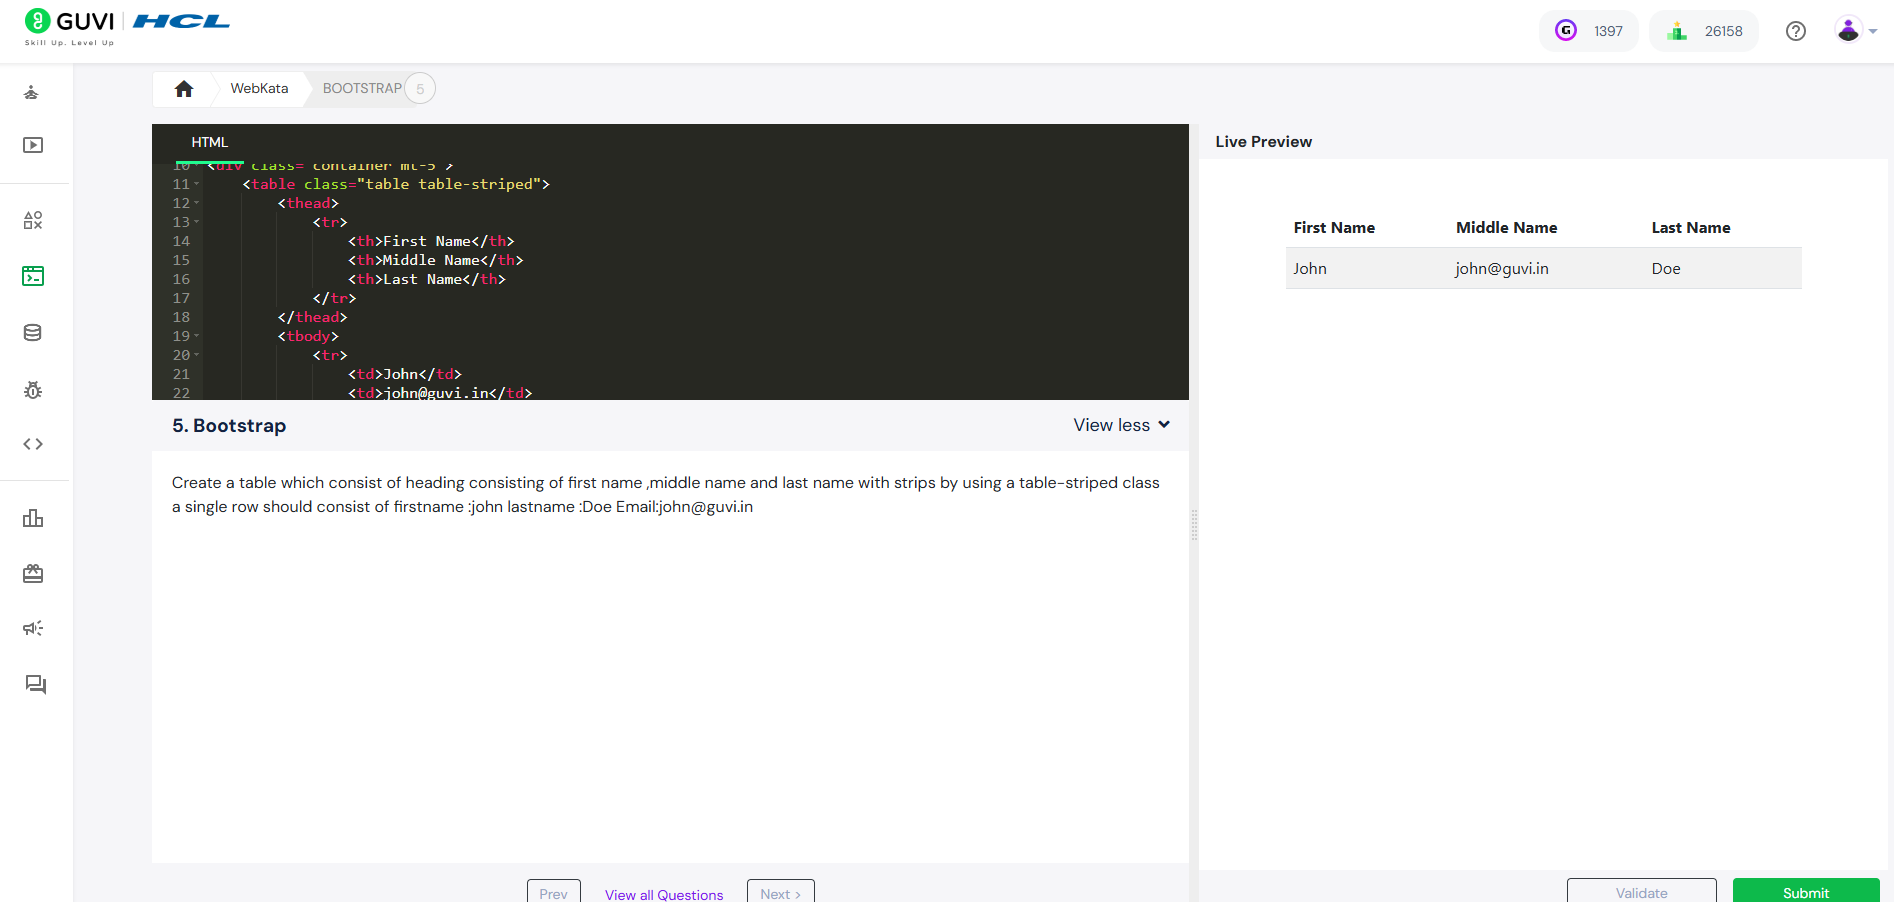 GUVI HCL
Skill Up. Level Up
1397
26158
WebKata
BOOTSTRAP
5
HTML
10 <div class="container mt-5">
11 <table class="table table-striped">
12 <thead>
13 <tr>
14 <th>First Name</th>
15 <th>Middle Name</th>
16 <th>Last Name</th>
17 </tr>
18 </thead>
19 <tbody>
20 <tr>
21 <td>John</td>
22 <td>john@guvi.in</td>
5. Bootstrap
View less
Create a table which consist of heading consisting of first name ,middle name and last name with strips by using a table-striped class
a single row should consist of firstname :john lastname :Doe Email:john@guvi.in
Prev
View all Questions
Next >
Live Preview
First Name Middle Name Last Name
John john@guvi.in Doe
Validate
Submit